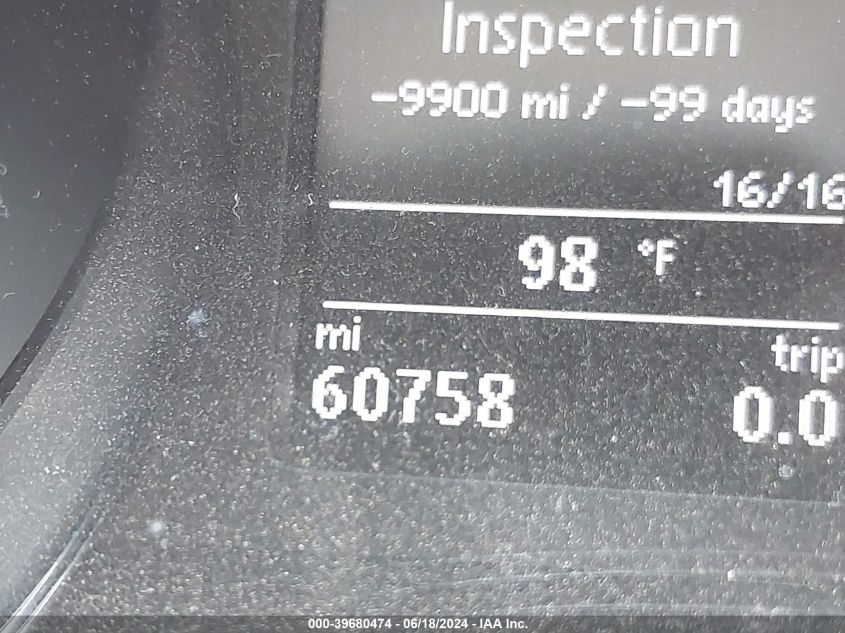 Inspection
-9900 mi / -99 days
16/16
98 °F
mi trip
60758 0.0
000-39680474 - 06/18/2024 - IAA Inc.